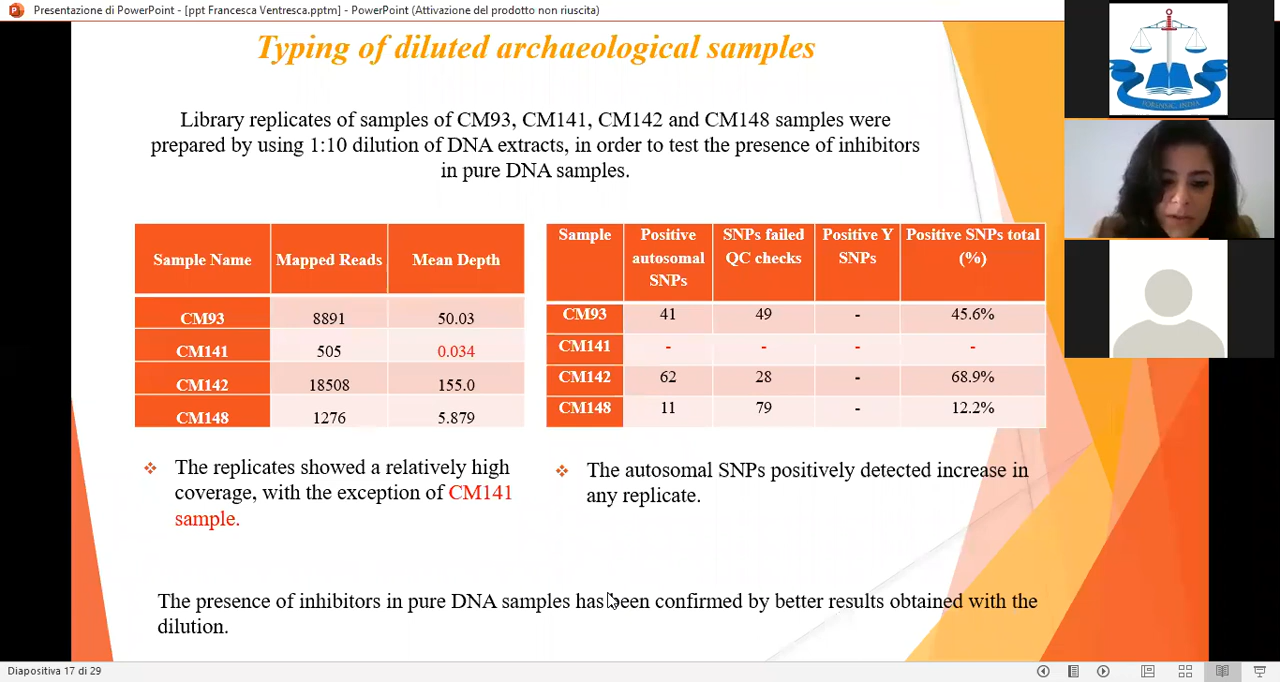 Presentazione di PowerPoint - [ppt Francesca Ventresca.pptm] - PowerPoint (Attivazione del prodotto non riuscita)
Typing of diluted archaeological samples
Library replicates of samples of CM93, CM141, CM142 and CM148 samples were
prepared by using 1:10 dilution of DNA extracts, in order to test the presence of inhibitors
in pure DNA samples.
Sample Name Mapped Reads Mean Depth
CM93 8891 50.03
CM141 505 0.034
CM142 18508 155.0
CM148 1276 5.879
Sample Positive autosomal SNPs SNPs failed QC checks Positive Y SNPs Positive SNPs total (%)
CM93 41 49 - 45.6%
CM141 - - - -
CM142 62 28 - 68.9%
CM148 11 79 - 12.2%
The replicates showed a relatively high
coverage, with the exception of CM141
sample.
The autosomal SNPs positively detected increase in
any replicate.
The presence of inhibitors in pure DNA samples has been confirmed by better results obtained with the
dilution.
Diapositiva 17 di 29
FORENSIC, INDIA